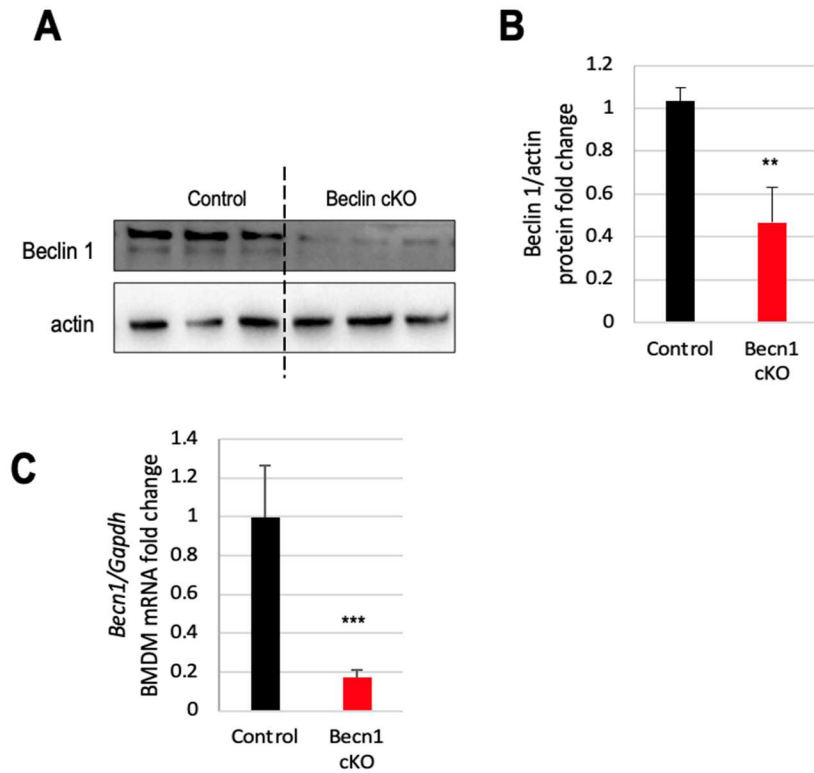 A
Control Beclin cKO
Beclin 1
actin
B
Beclin 1/actin
protein fold change
1.2
1
0.8
0.6
0.4
0.2
0
**
Control Becn1
cKO
C
Becn1/Gapdh
BMDM mRNA fold change
1.4
1.2
1
0.8
0.6
0.4
0.2
0
***
Control Becn1
cKO